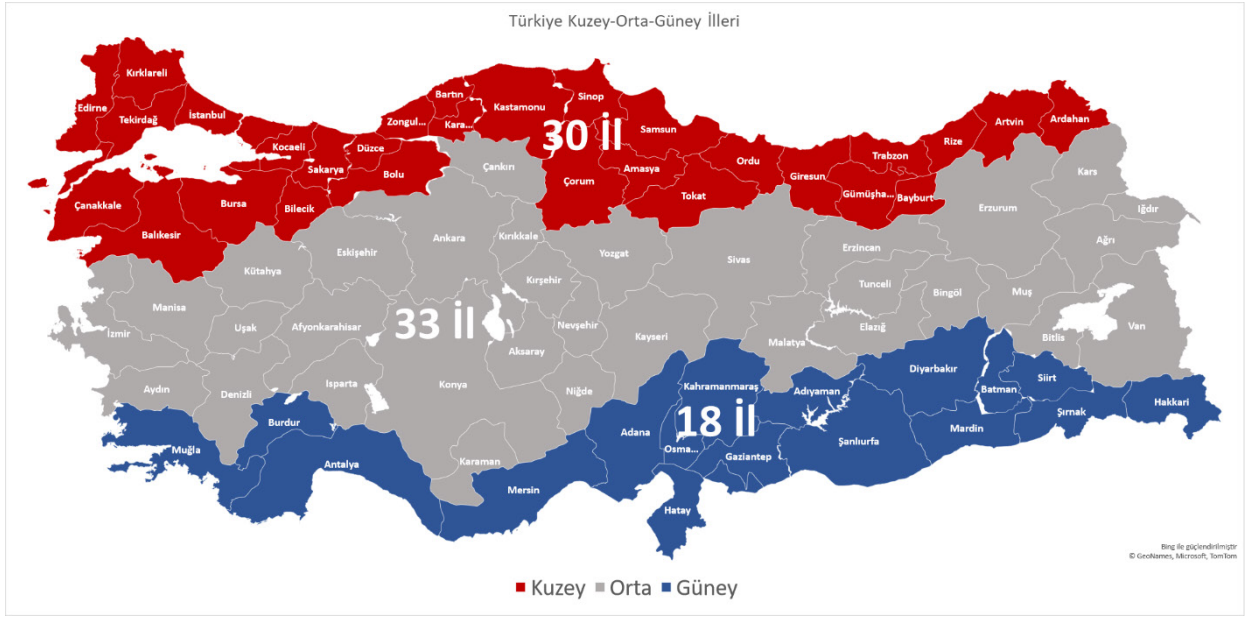 Türkiye Kuzey-Orta-Güney İlleri
Kırklareli
Edirne
Tekirdağ
İstanbul
Kocaeli
Sakarya
Düzce
Zongul...
Bartın
Kara...
Kastamonu
Sinop
30 İl
Samsun
Bolu
Çankırı
Çorum
Amasya
Tokat
Ordu
Giresun
Trabzon
Gümüşha...
Bayburt
Rize
Artvin
Ardahan
Kars
Iğdır
Çanakkale
Balıkesir
Bursa
Bilecik
Eskişehir
Ankara
Kırıkkale
Yozgat
Sivas
Erzincan
Erzurum
Ağrı
Kütahya
Kırşehir
Tunceli
Bingöl
Muş
Manisa
İzmir
Uşak
Afyonkarahisar
33 İl
Nevşehir
Aksaray
Kayseri
Malatya
Elazığ
Bitlis
Van
Aydın
Denizli
Isparta
Konya
Niğde
Kahramanmaraş
Adıyaman
Diyarbakır
Batman
Siirt
Şırnak
Hakkari
Muğla
Burdur
Antalya
Karaman
Mersin
Adana
18 İl
Osma...
Gaziantep
Şanlıurfa
Mardin
Hatay
Bing ile güçlendirilmiştir
© GeoNames, Microsoft, TomTom
Kuzey Orta Güney